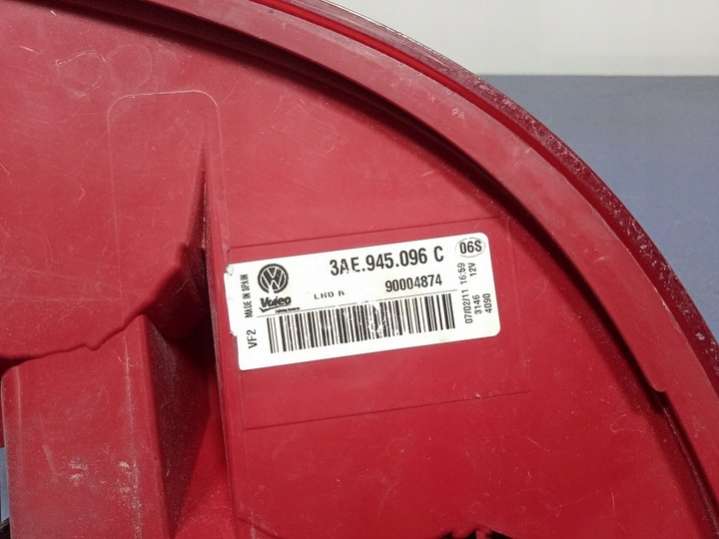 MADE IN SPAIN
VW
Valeo
VF2
3AE.945.096 C
LHD R
90004874
06S
07/02/11 16:59
3146 12V
4090